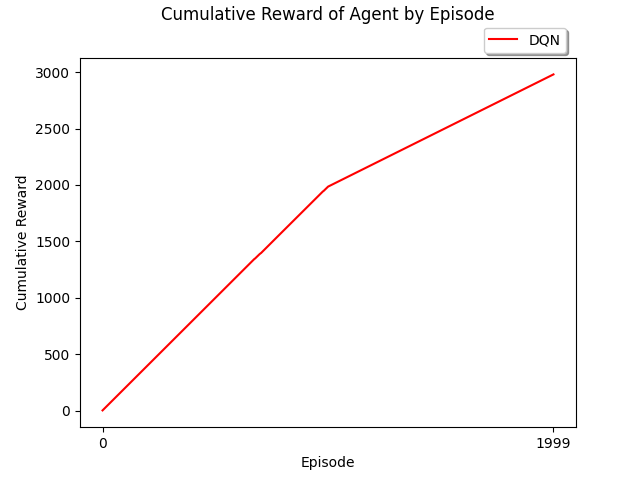 Cumulative Reward of Agent by Episode
DQN
3000
2500
2000
1500
1000
500
0
Cumulative Reward
0
1999
Episode